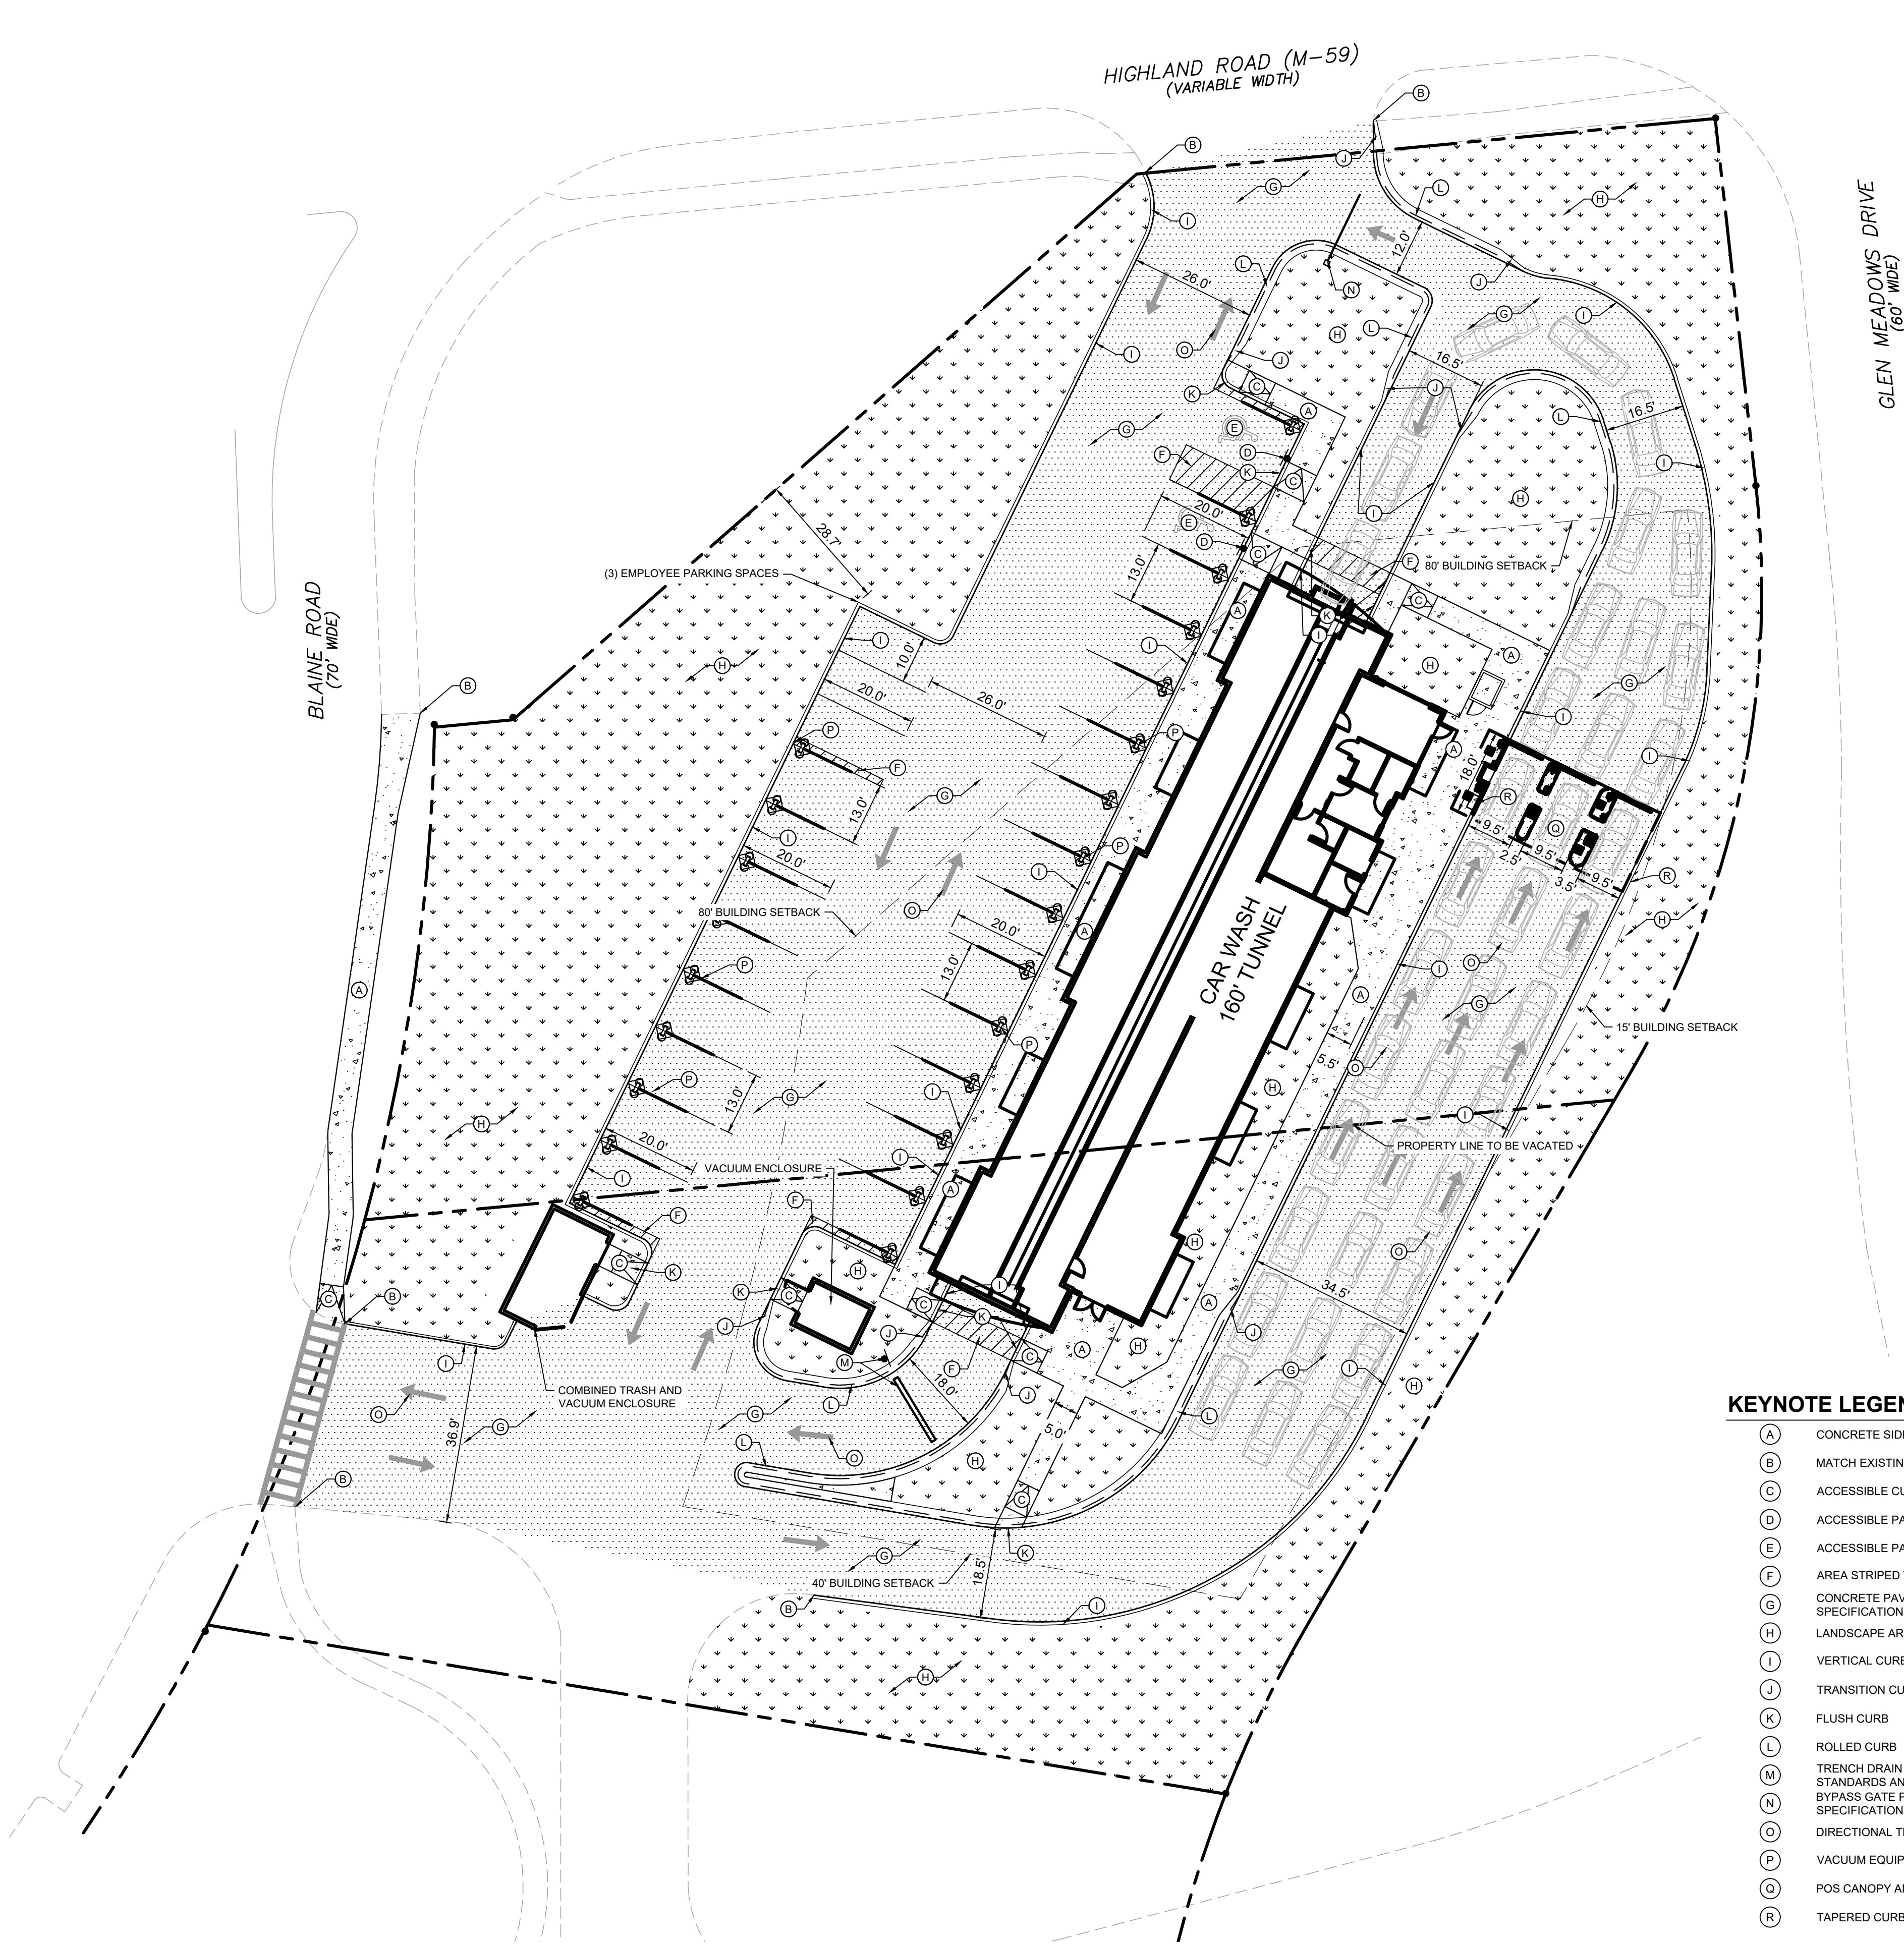 HIGHLAND ROAD (M-59)
(VARIABLE WIDTH)
GLEN MEADOWS DRIVE
(60' WIDE)
BLAINE ROAD
(70' WIDE)
B
B
J
G
L
H
I
12.0'
L
26.0'
J
N
G
I
L
H
O
I
J
16.5'
K
C
J
A
16.5'
L
G
E
F
D
I
K
C
H
20.0'
I
28.7'
E
D
C
F
80' BUILDING SETBACK
(3) EMPLOYEE PARKING SPACES
13.0'
C
A
K
I
I
I
10.0'
H
A
H
G
B
20.0'
26.0'
I
P
P
A
I
F
18.0'
G
R
13.0'
I
9.5'
Q
P
20.0'
2.5'
9.5'
3.5'
9.5'
I
R
80' BUILDING SETBACK
O
20.0'
H
A
CAR WASH
160' TUNNEL
P
13.0'
O
I
A
A
G
15' BUILDING SETBACK
P
P
5.5'
O
13.0'
G
I
H
H
I
20.0'
PROPERTY LINE TO BE VACATED
VACUUM ENCLOSURE
I
I
A
F
F
H
O
C
K
H
I
34.5'
C
B
K
C
C
K
A
J
J
J
H
A
M
F
C
G
I
I
H
COMBINED TRASH AND
VACUUM ENCLOSURE
18.0'
J
L
O
G
36.9'
G
L
5.0'
L
O
H
B
C
G
K
40' BUILDING SETBACK
18.5'
B
I
H
KEYNOTE LEGEN
A CONCRETE SID
B MATCH EXISTIN
C ACCESSIBLE CU
D ACCESSIBLE PA
E ACCESSIBLE PA
F AREA STRIPED
G CONCRETE PAV
SPECIFICATION
H LANDSCAPE AR
I VERTICAL CURB
J TRANSITION CU
K FLUSH CURB
L ROLLED CURB
M TRENCH DRAIN
STANDARDS AN
N BYPASS GATE P
SPECIFICATION
O DIRECTIONAL T
P VACUUM EQUIP
Q POS CANOPY A
R TAPERED CURB